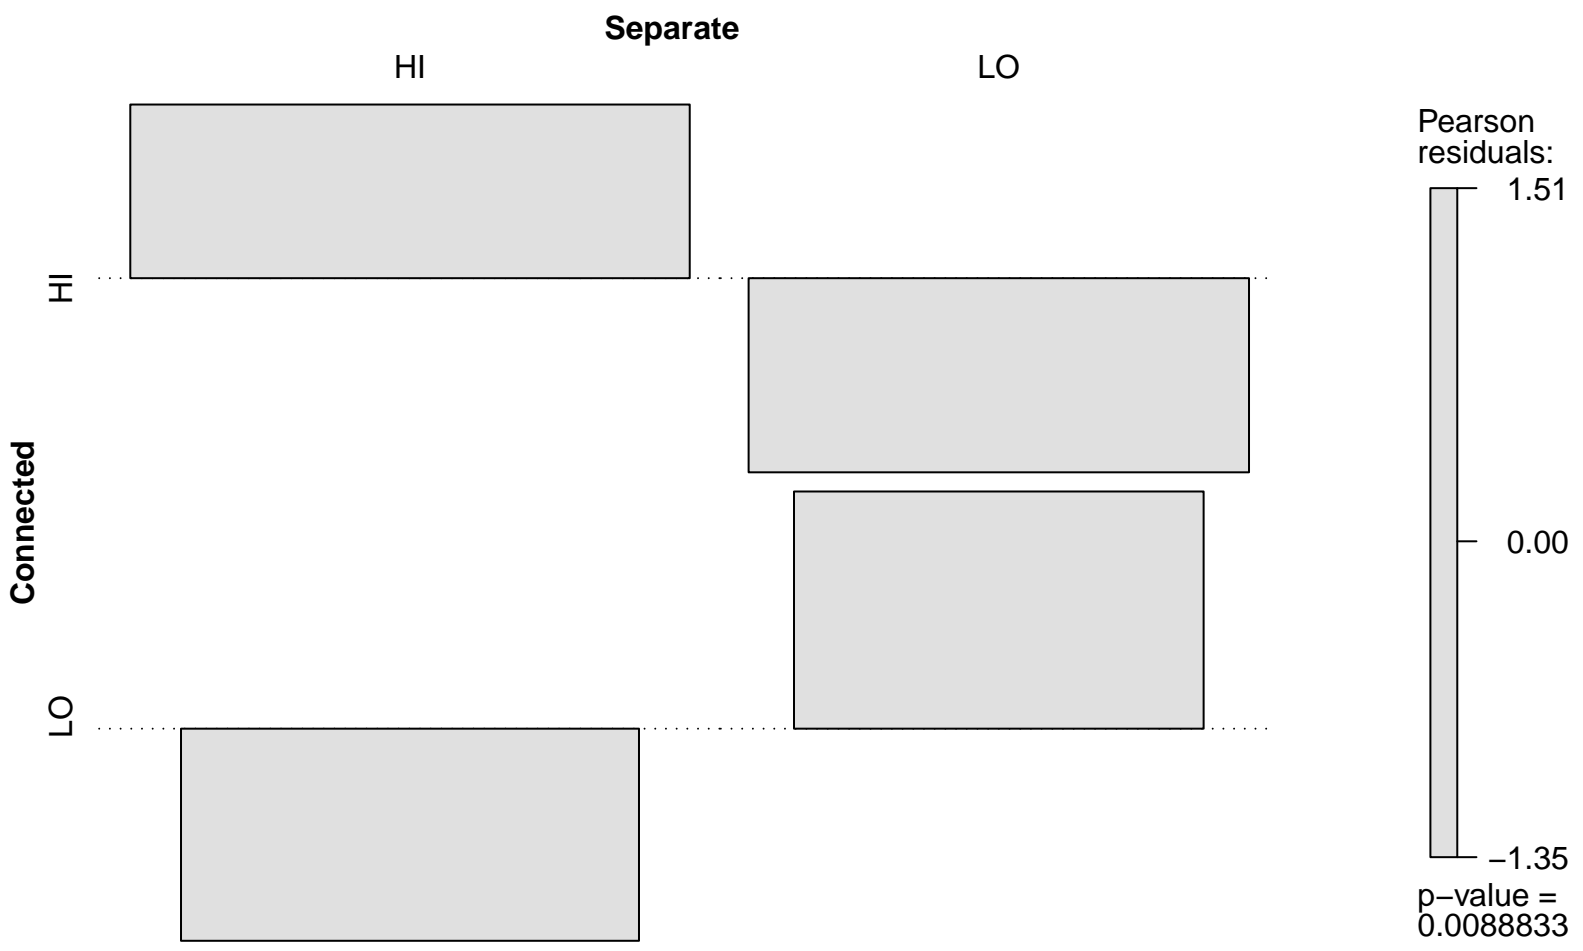 Separate
HI
LO
Connected
HI
LO
Pearson
residuals:
1.51
0.00
−1.35
p−value =
0.0088833